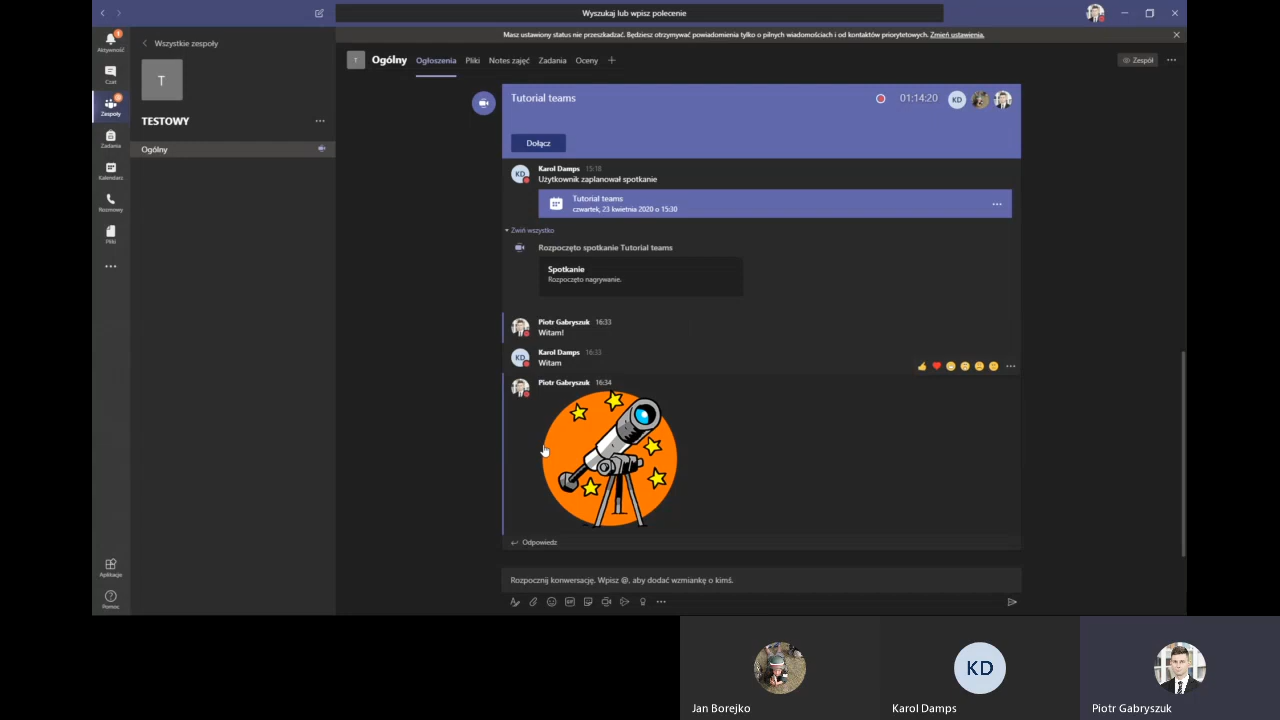 Wyszukaj lub wpisz polecenie
Masz ustawiony status nie przeszkadzać. Będziesz otrzymywać powiadomienia tylko o pilnych wiadomościach i od kontaktów priorytetowych. Zmień ustawienia.
Aktywność
Czat
Zespoły
Zadania
Kalendarz
Rozmowy
Pliki
Aplikacje
Pomoc
Wszystkie zespoły
T
TESTOWY
Ogólny
T
Ogólny
Ogłoszenia
Pliki
Notes zajęć
Zadania
Oceny
Zespół
Tutorial teams
01:14:20
KD
Dołącz
KD
Karol Damps 15:18
Użytkownik zaplanował spotkanie
Tutorial teams
czwartek, 23 kwietnia 2020 o 15:30
Zwiń wszystko
Rozpoczęto spotkanie Tutorial teams
Spotkanie
Rozpoczęto nagrywanie.
Piotr Gabryszuk 16:33
Witam!
KD
Karol Damps 16:33
Witam
Piotr Gabryszuk 16:34
Odpowiedz
Rozpocznij konwersację. Wpisz @, aby dodać wzmiankę o kimś.
GIF
KD
Jan Borejko
Karol Damps
Piotr Gabryszuk